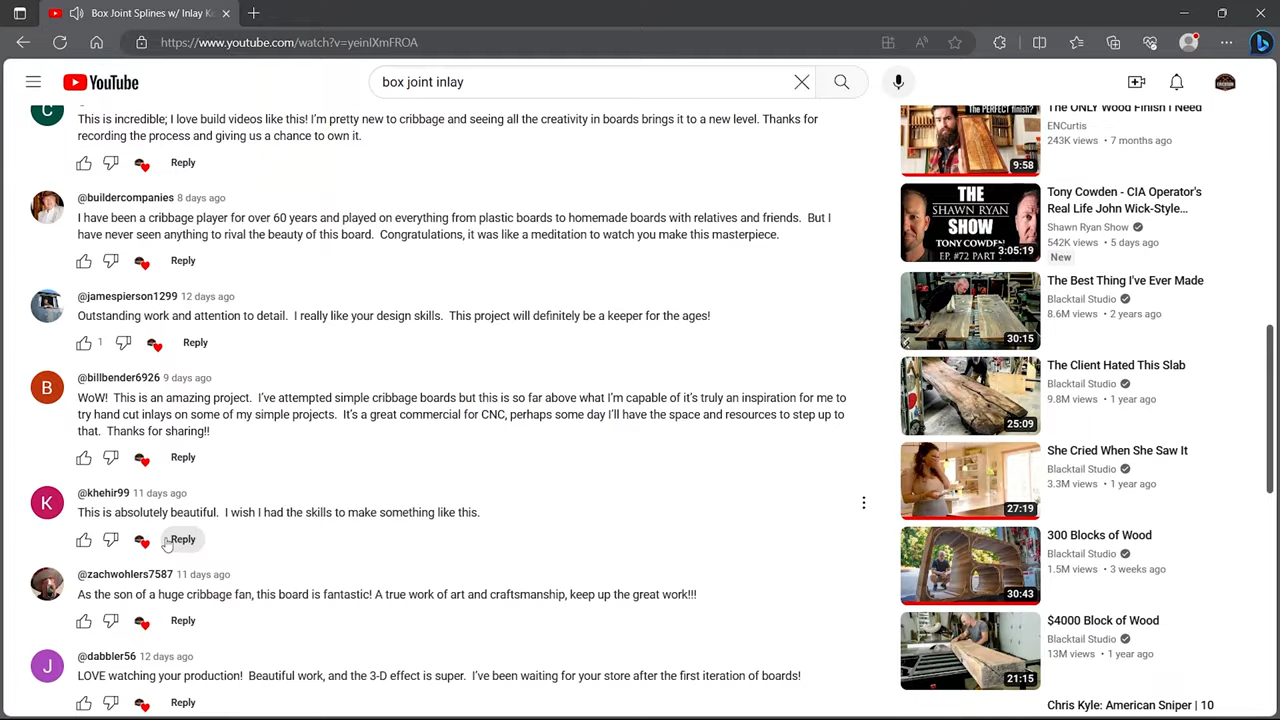 Box Joint Splines w/ Inlay
https://www.youtube.com/watch?v=yeinIXmFROA
YouTube
box joint inlay
C
This is incredible; I love build videos like this! I'm pretty new to cribbage and seeing all the creativity in boards brings it to a new level. Thanks for
recording the process and giving us a chance to own it.
Reply
@buildercompanies 8 days ago
I have been a cribbage player for over 60 years and played on everything from plastic boards to homemade boards with relatives and friends. But I
have never seen anything to rival the beauty of this board. Congratulations, it was like a meditation to watch you make this masterpiece.
Reply
@jamespierson1299 12 days ago
Outstanding work and attention to detail. I really like your design skills. This project will definitely be a keeper for the ages!
1 Reply
B
@billbender6926 9 days ago
WoW! This is an amazing project. I've attempted simple cribbage boards but this is so far above what I'm capable of it's truly an inspiration for me to
try hand cut inlays on some of my simple projects. It's a great commercial for CNC, perhaps some day I'll have the space and resources to step up to
that. Thanks for sharing!!
Reply
K
@khehir99 11 days ago
This is absolutely beautiful. I wish I had the skills to make something like this.
Reply
@zachwohlers7587 11 days ago
As the son of a huge cribbage fan, this board is fantastic! A true work of art and craftsmanship, keep up the great work!!!
Reply
J
@dabbler56 12 days ago
LOVE watching your production! Beautiful work, and the 3-D effect is super. I've been waiting for your store after the first iteration of boards!
Reply
The PERFECT finish?
9:58
The ONLY Wood Finish I Need
ENCurtis
243K views • 7 months ago
THE
SHAWN RYAN
SHOW
TONY COWDEN
EP. #72 PART
3:05:19
Tony Cowden - CIA Operator's
Real Life John Wick-Style...
Shawn Ryan Show
542K views • 5 days ago
New
30:15
The Best Thing I've Ever Made
Blacktail Studio
8.6M views • 2 years ago
25:09
The Client Hated This Slab
Blacktail Studio
9.8M views • 1 year ago
27:19
She Cried When She Saw It
Blacktail Studio
3.3M views • 1 year ago
30:43
300 Blocks of Wood
Blacktail Studio
1.5M views • 3 weeks ago
21:15
$4000 Block of Wood
Blacktail Studio
13M views • 1 year ago
Chris Kyle: American Sniper | 10